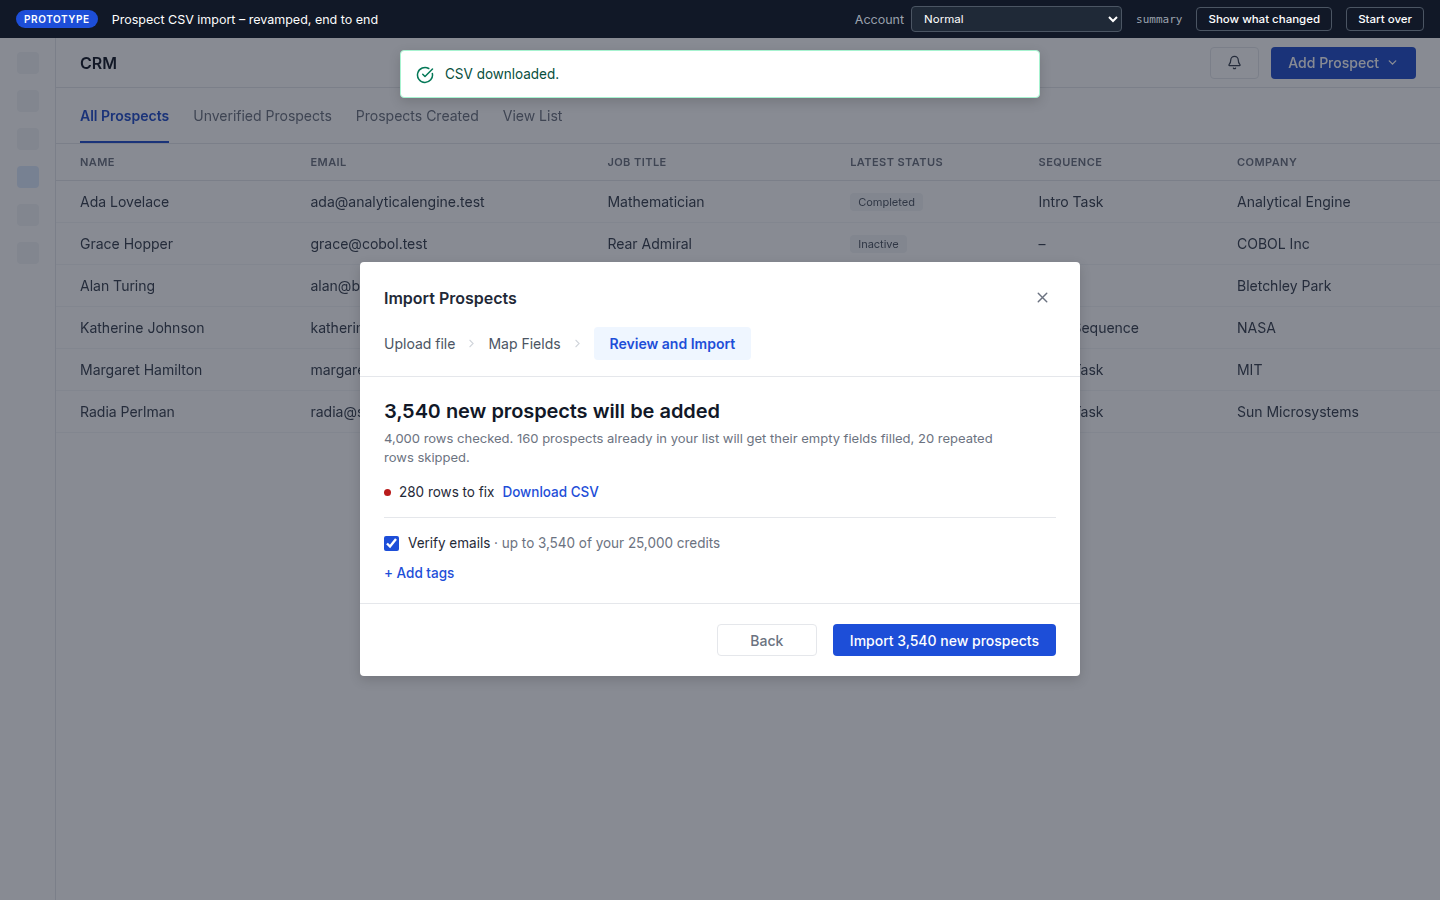 PROTOTYPE Prospect CSV import – revamped, end to end Account Normal summary Show what changed Start over
CRM
CSV downloaded.
Add Prospect
All Prospects Unverified Prospects Prospects Created View List
NAME EMAIL JOB TITLE LATEST STATUS SEQUENCE COMPANY
Ada Lovelace ada@analyticalengine.test Mathematician Completed Intro Task Analytical Engine
Grace Hopper grace@cobol.test Rear Admiral Inactive – COBOL Inc
Alan Turing alan@b Bletchley Park
Katherine Johnson katherin equence NASA
Margaret Hamilton margare ask MIT
Radia Perlman radia@s ask Sun Microsystems
Import Prospects
Upload file Map Fields Review and Import
3,540 new prospects will be added
4,000 rows checked. 160 prospects already in your list will get their empty fields filled, 20 repeated
rows skipped.
280 rows to fix Download CSV
Verify emails · up to 3,540 of your 25,000 credits
+ Add tags
Back Import 3,540 new prospects